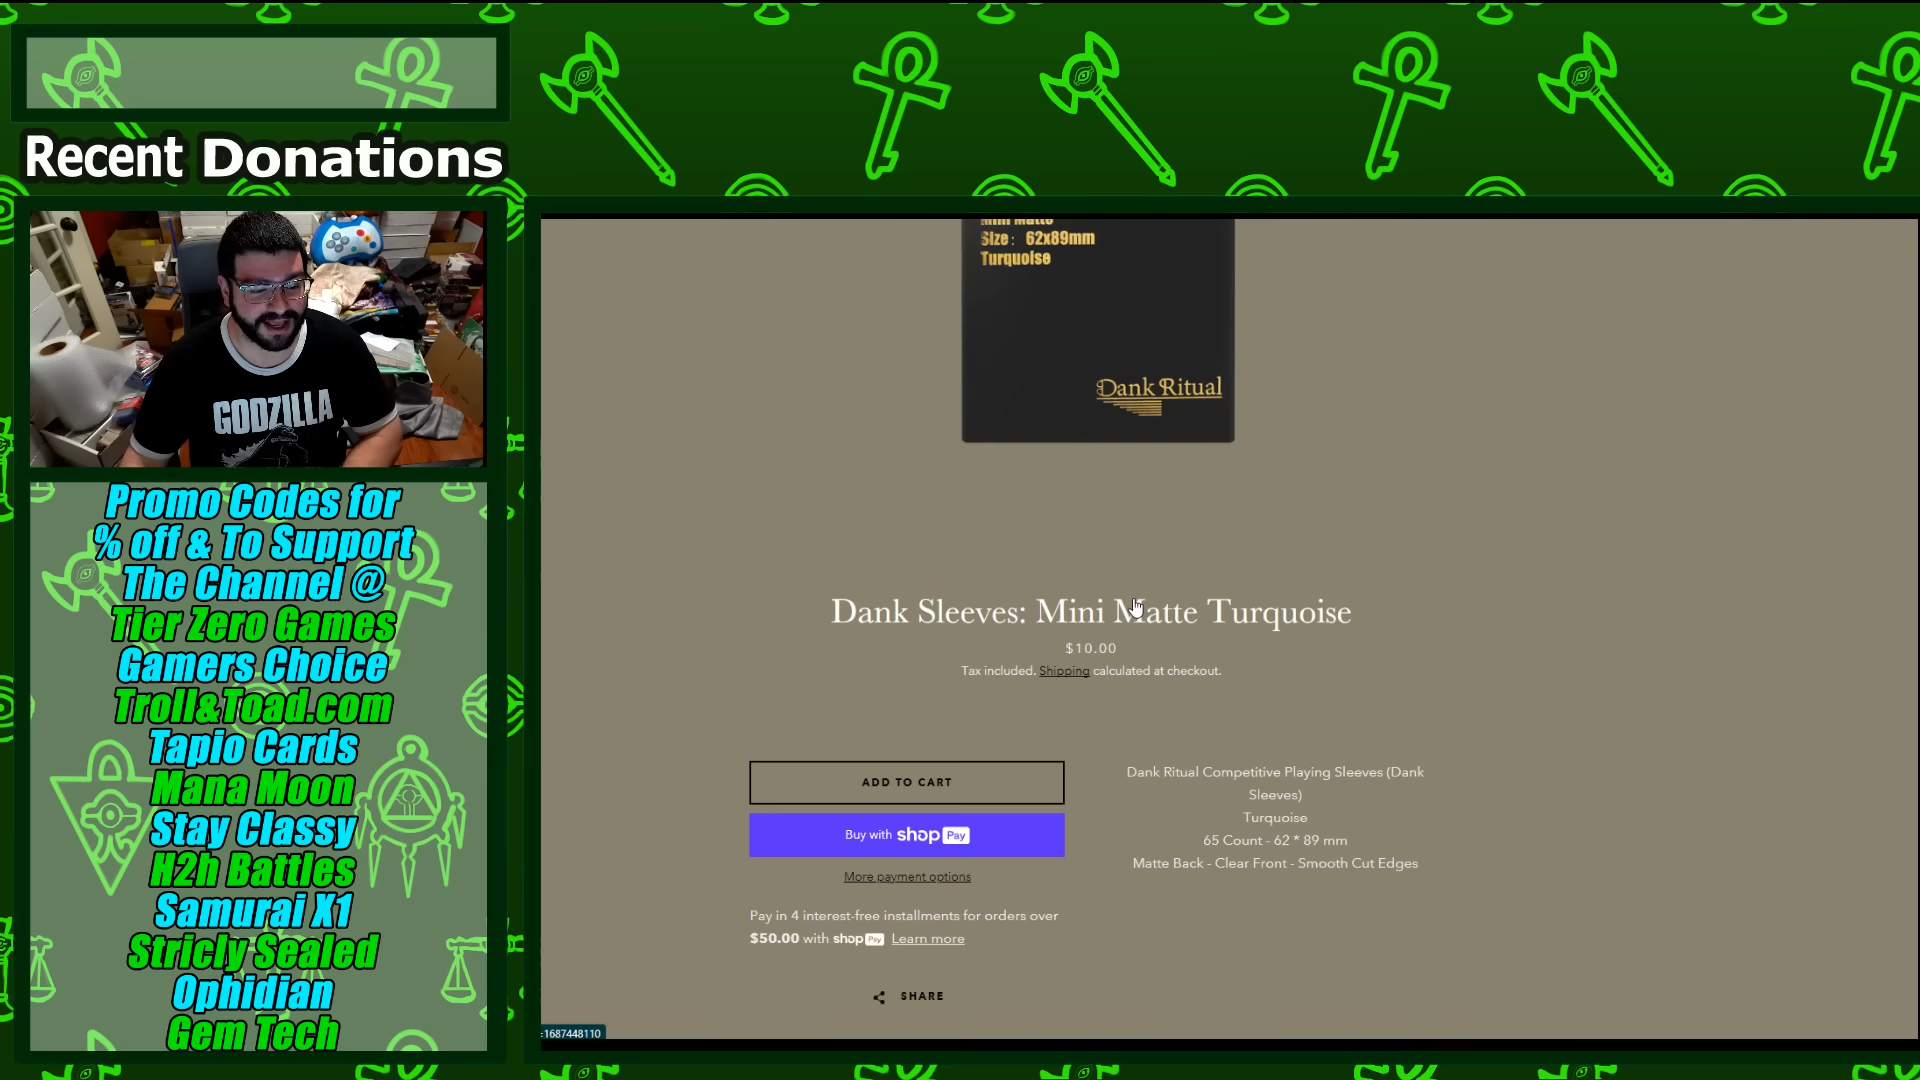 Recent Donations
GODZILLA
Promo Codes for
% off & To Support
The Channel @
Tier Zero Games
Gamers Choice
Troll&Toad.com
Tapio Cards
Mana Moon
Stay Classy
H2h Battles
Samurai X1
Stricly Sealed
Ophidian
Gem Tech
Mini Matte
Size: 62x89mm
Turquoise
Dank Ritual
Dank Sleeves: Mini Matte Turquoise
$10.00
Tax included. Shipping calculated at checkout.
ADD TO CART
Buy with shop Pay
More payment options
Pay in 4 interest-free installments for orders over
$50.00 with shop Pay Learn more
SHARE
Dank Ritual Competitive Playing Sleeves (Dank
Sleeves)
Turquoise
65 Count - 62 * 89 mm
Matte Back - Clear Front - Smooth Cut Edges
:1687448110